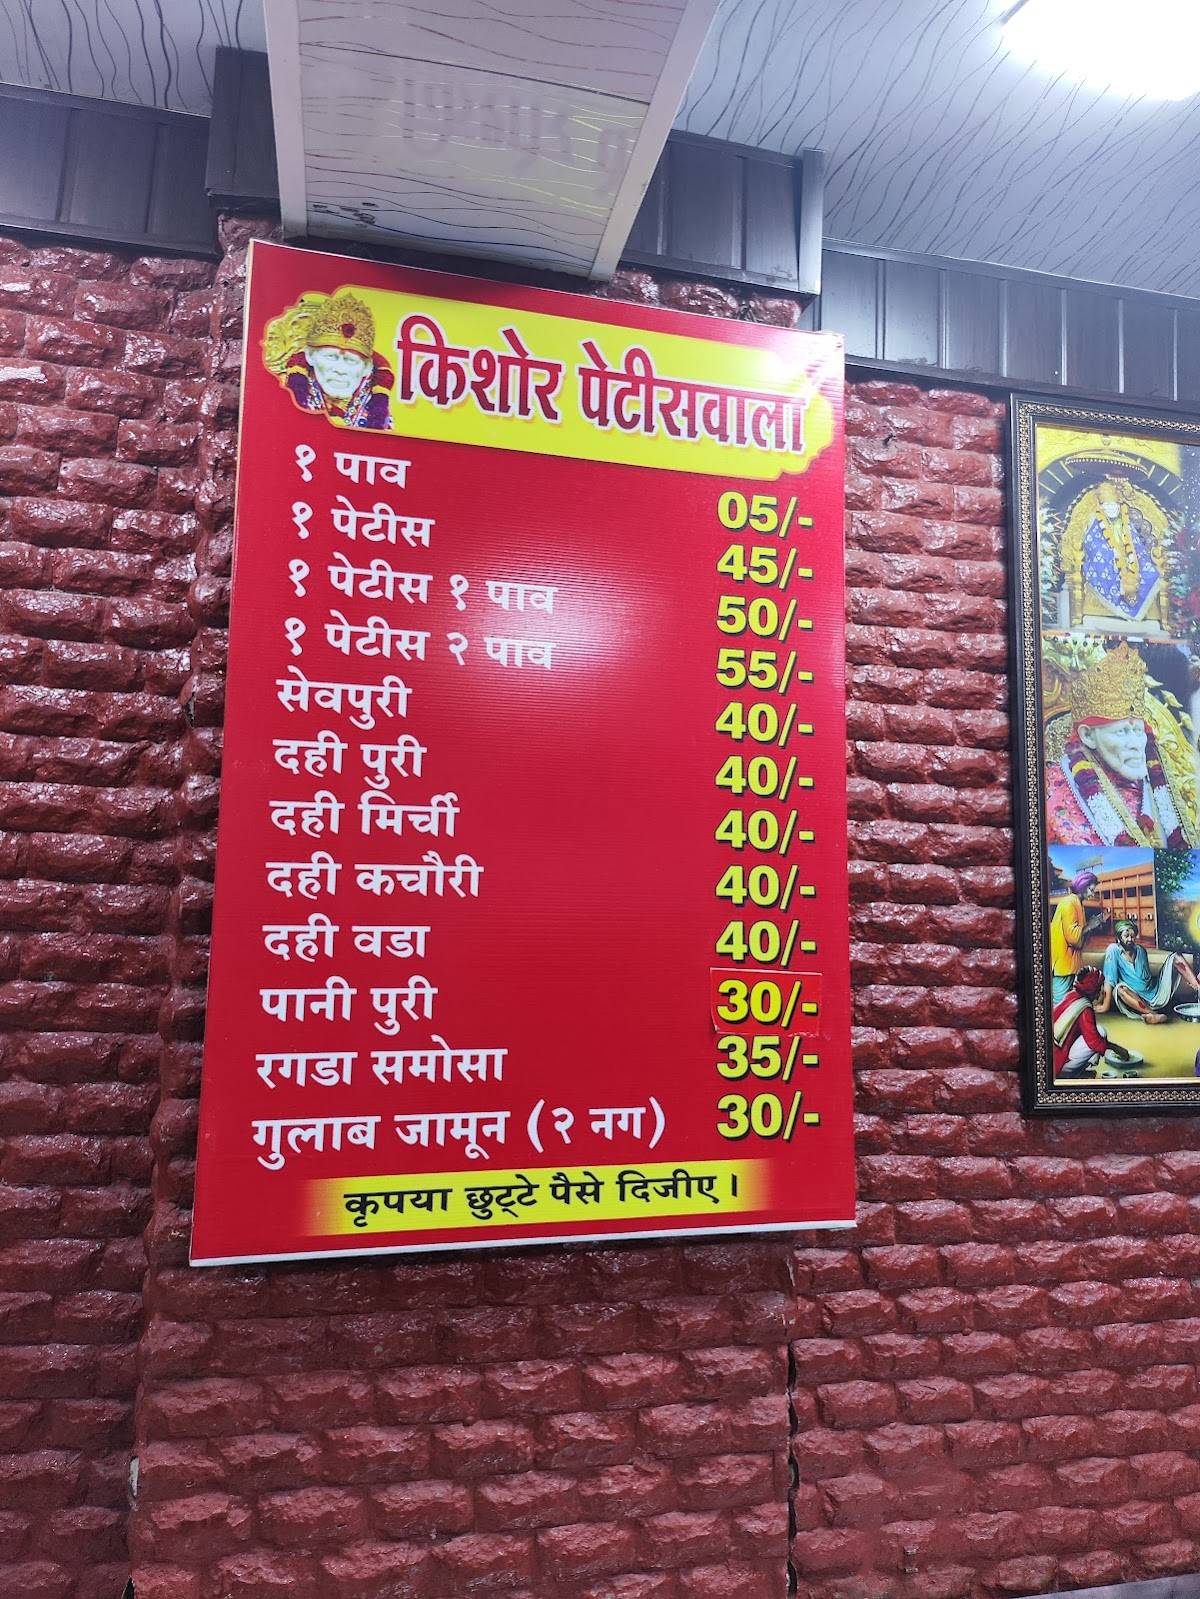 किशोर पेटीसवाला
१ पाव 05/-
१ पेटीस 45/-
१ पेटीस १ पाव 50/-
१ पेटीस २ पाव 55/-
सेवपुरी 40/-
दही पुरी 40/-
दही मिर्ची 40/-
दही कचौरी 40/-
दही वडा 40/-
पानी पुरी 30/-
रगडा समोसा 35/-
गुलाब जामून (२ नग) 30/-
कृपया छुट्टे पैसे दिजीए।